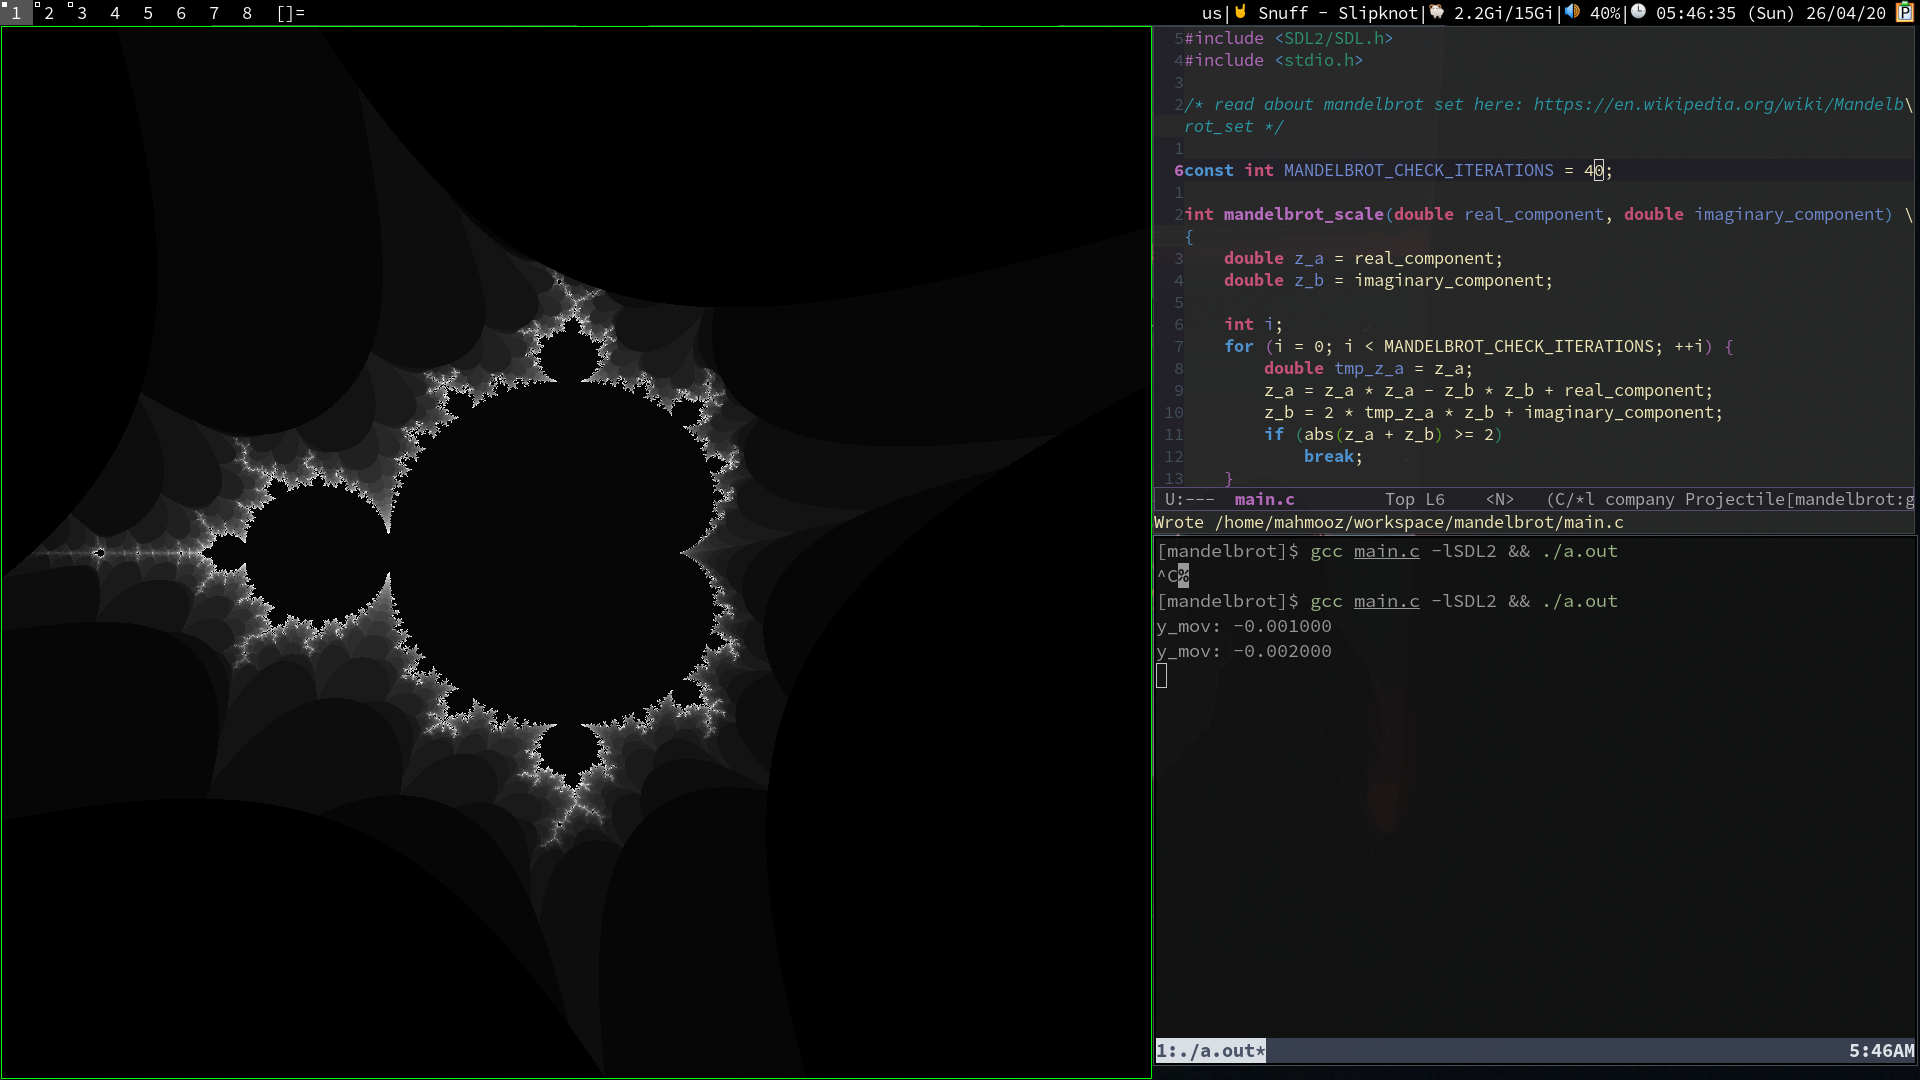 1 2 3 4 5 6 7 8 []= us| Snuff - Slipknot| 2.2Gi/15Gi| 40%| 05:46:35 (Sun) 26/04/20 P
5#include <SDL2/SDL.h>
4#include <stdio.h>
3
2/* read about mandelbrot set here: https://en.wikipedia.org/wiki/Mandelb\
rot_set */
1
6const int MANDELBROT_CHECK_ITERATIONS = 40;
1
2int mandelbrot_scale(double real_component, double imaginary_component) \
{
3    double z_a = real_component;
4    double z_b = imaginary_component;
5
6    int i;
7    for (i = 0; i < MANDELBROT_CHECK_ITERATIONS; ++i) {
8        double tmp_z_a = z_a;
9        z_a = z_a * z_a - z_b * z_b + real_component;
10        z_b = 2 * tmp_z_a * z_b + imaginary_component;
11        if (abs(z_a + z_b) >= 2)
12            break;
13    }
U:---  main.c         Top L6    <N>   (C/*l company Projectile[mandelbrot:g
Wrote /home/mahmooz/workspace/mandelbrot/main.c
[mandelbrot]$ gcc main.c -lSDL2 && ./a.out
^C%
[mandelbrot]$ gcc main.c -lSDL2 && ./a.out
y_mov: -0.001000
y_mov: -0.002000
1:./a.out* 5:46AM